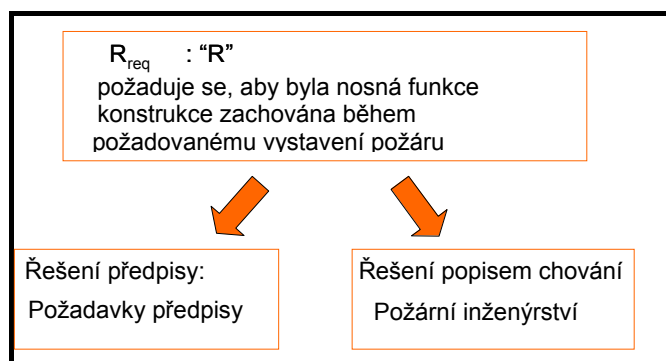 R req : “R”
požaduje se, aby byla nosná funkce
konstrukce zachována během
požadovanému vystavení požáru
Řešení předpisy:
Požadavky předpisy
Řešení popisem chování
Požární inženýrství